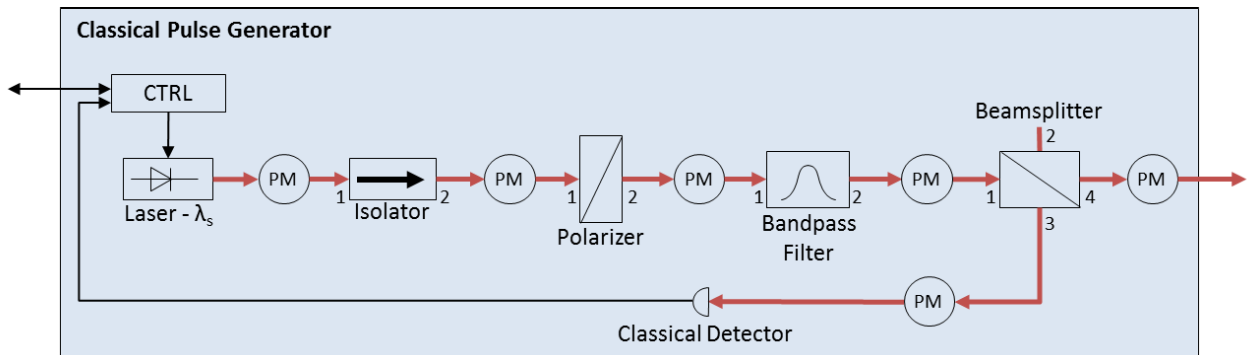 Classical Pulse Generator
CTRL
Beamsplitter
2
PM
PM
PM
PM
PM
1
2
1
2
1
2
1
4
Laser - λs
Isolator
Polarizer
Bandpass
Filter
3
PM
Classical Detector